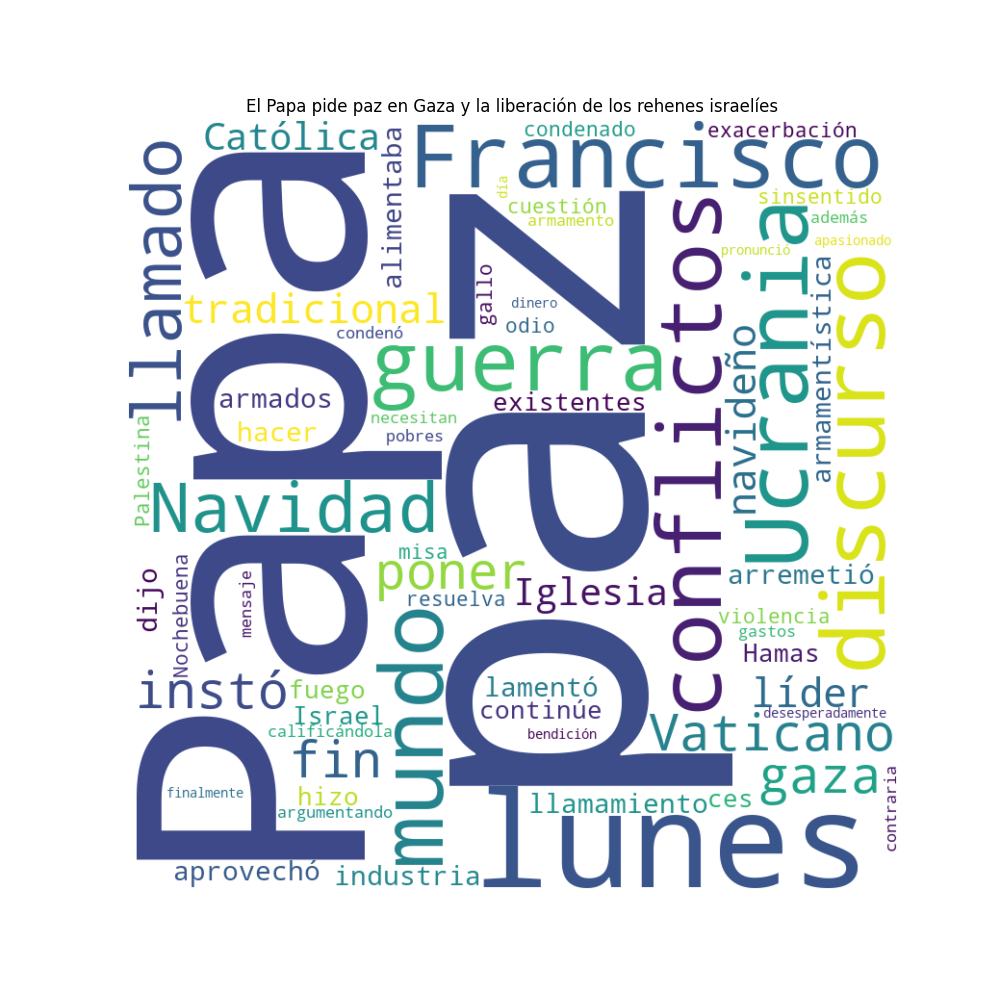 El Papa pide paz en Gaza y la liberación de los rehenes israelíes
Católica
Francisco
condenado
exacerbación
llamado
Papa
alimentaba
paz
día
cuestión
armamento
sinsentido
además
conflictos
ucrania
pronunció
apasionado
tradicional
condenó
gallo
dinero
odio
discurso
armamentística
navideño
guerra
armados
hacer
existentes
necesitan
pobres
Palestina
Navidad
misa
poner
resuelva
Iglesia
arremetió
dijo
Nochebuena
mensaje
mundo
violencia
gastos
Hamas
instó
fuego
Israel
calificándola
lamentó
continúe
bendición
líder
desesperadamente
Vaticano
fin
gaza
contraria
finalmente
hizo
argumentando
llamamiento
ces
lunes
aprovechó
industria